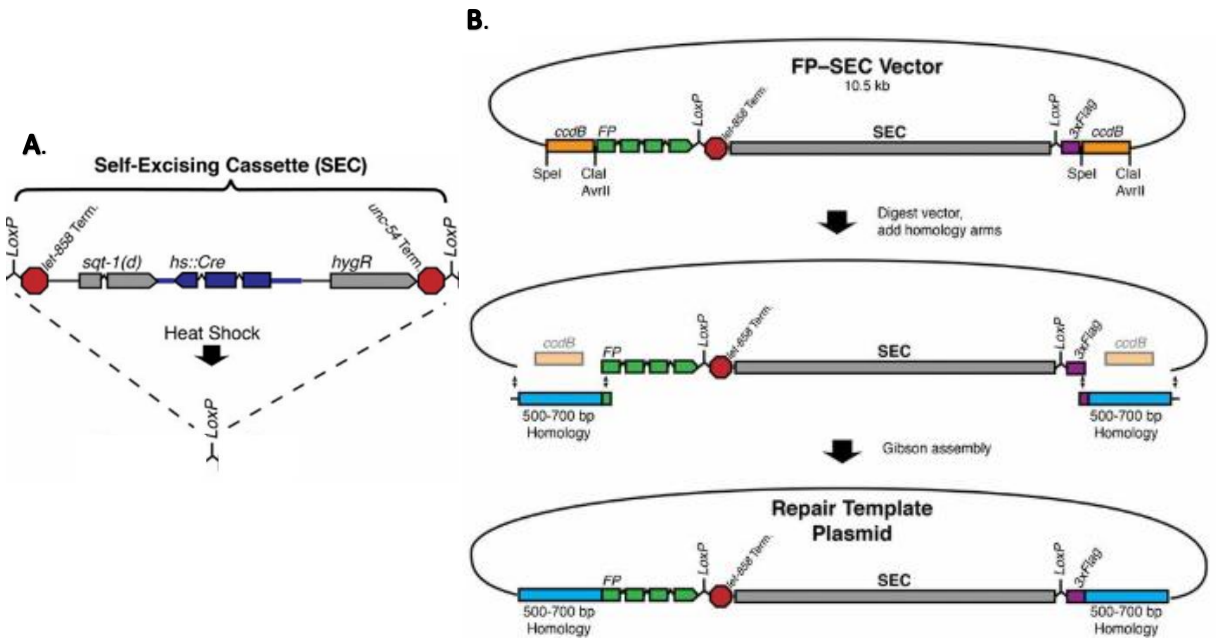 A.
Self-Excising Cassette (SEC)
LoxP
let-858 Term.
sqt-1(d)
hs::Cre
unc-54 Term.
hygR
LoxP
Heat Shock
LoxP
B.
FP–SEC Vector
10.5 kb
ccdB
FP
LoxP
let-858 Term.
SEC
LoxP
3xFlag
ccdB
SpeI
ClaI
AvrII
SpeI
ClaI
AvrII
Digest vector,
add homology arms
ccdB
FP
LoxP
let-858 Term.
SEC
LoxP
3xFlag
ccdB
500-700 bp
Homology
500-700 bp
Homology
Gibson assembly
Repair Template
Plasmid
FP
LoxP
let-858 Term.
SEC
LoxP
3xFlag
500-700 bp
Homology
500-700 bp
Homology